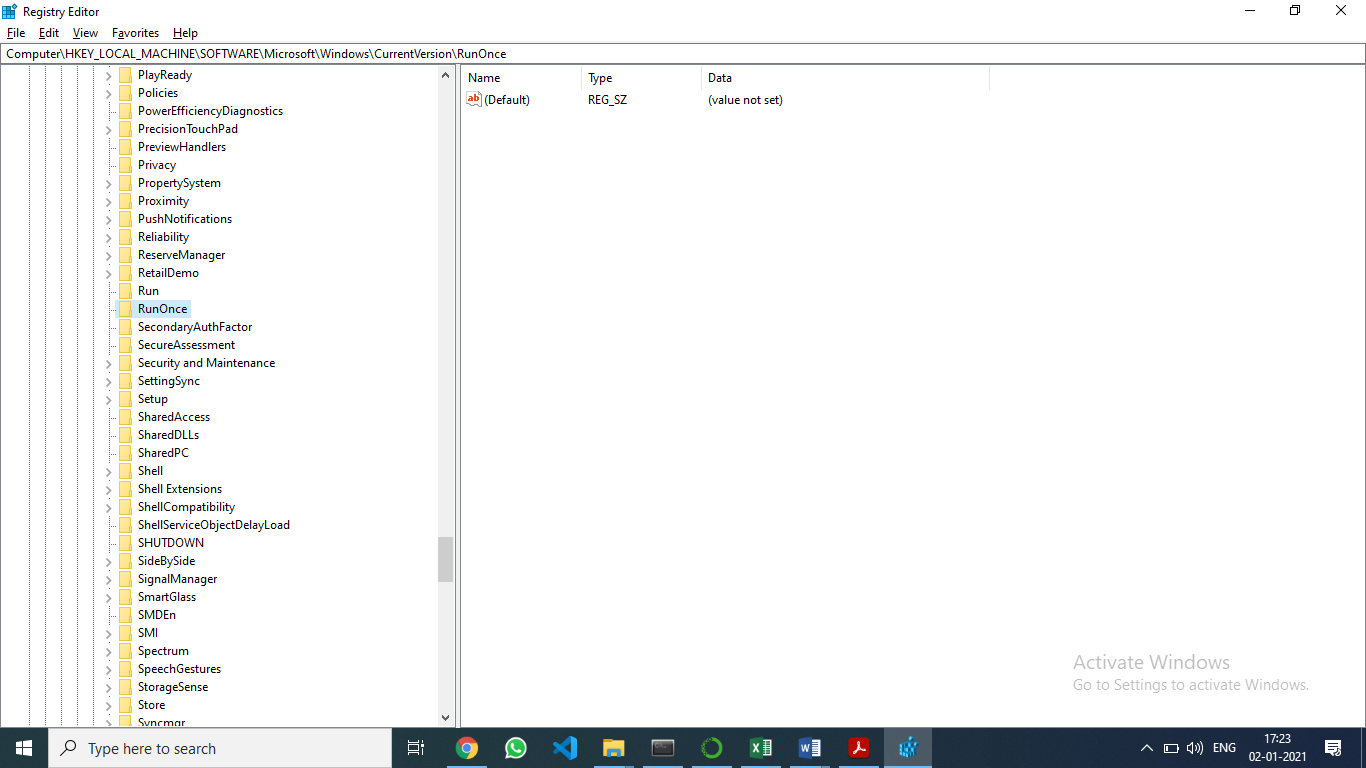 Registry Editor
File Edit View Favorites Help
Computer\HKEY_LOCAL_MACHINE\SOFTWARE\Microsoft\Windows\CurrentVersion\RunOnce
PlayReady
Policies
PowerEfficiencyDiagnostics
PrecisionTouchPad
PreviewHandlers
Privacy
PropertySystem
Proximity
PushNotifications
Reliability
ReserveManager
RetailDemo
Run
RunOnce
SecondaryAuthFactor
SecureAssessment
Security and Maintenance
SettingSync
Setup
SharedAccess
SharedDLLs
SharedPC
Shell
Shell Extensions
ShellCompatibility
ShellServiceObjectDelayLoad
SHUTDOWN
SideBySide
SignalManager
SmartGlass
SMDEn
SMI
Spectrum
SpeechGestures
StorageSense
Store
Syncmgr
Name Type Data
ab (Default) REG_SZ (value not set)
Activate Windows
Go to Settings to activate Windows.
Type here to search
ENG
17:23
02-01-2021